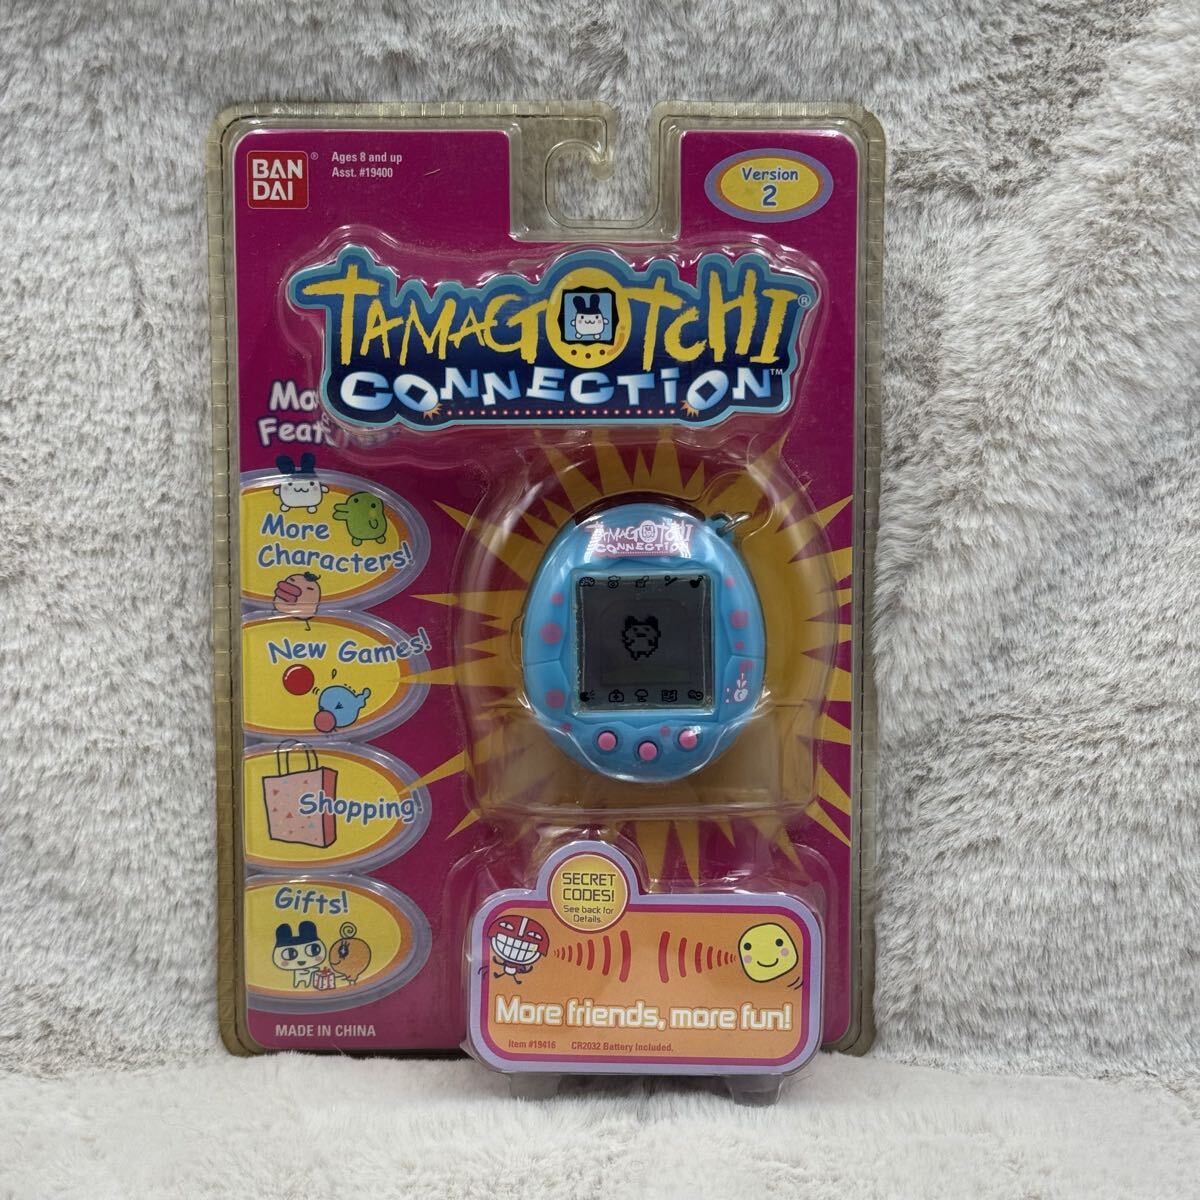 BAN
DAI
®
Ages 8 and up
Asst. #19400
Version
2
TAMAGOTCHI®
CONNECTION™
More
Characters!
New Games!
Shopping!
Gifts!
TAMAGOTCHI
CONNECTION
SECRET
CODES!
See back for
Details.
More friends, more fun!
Item #19416 CR2032 Battery Included.
MADE IN CHINA